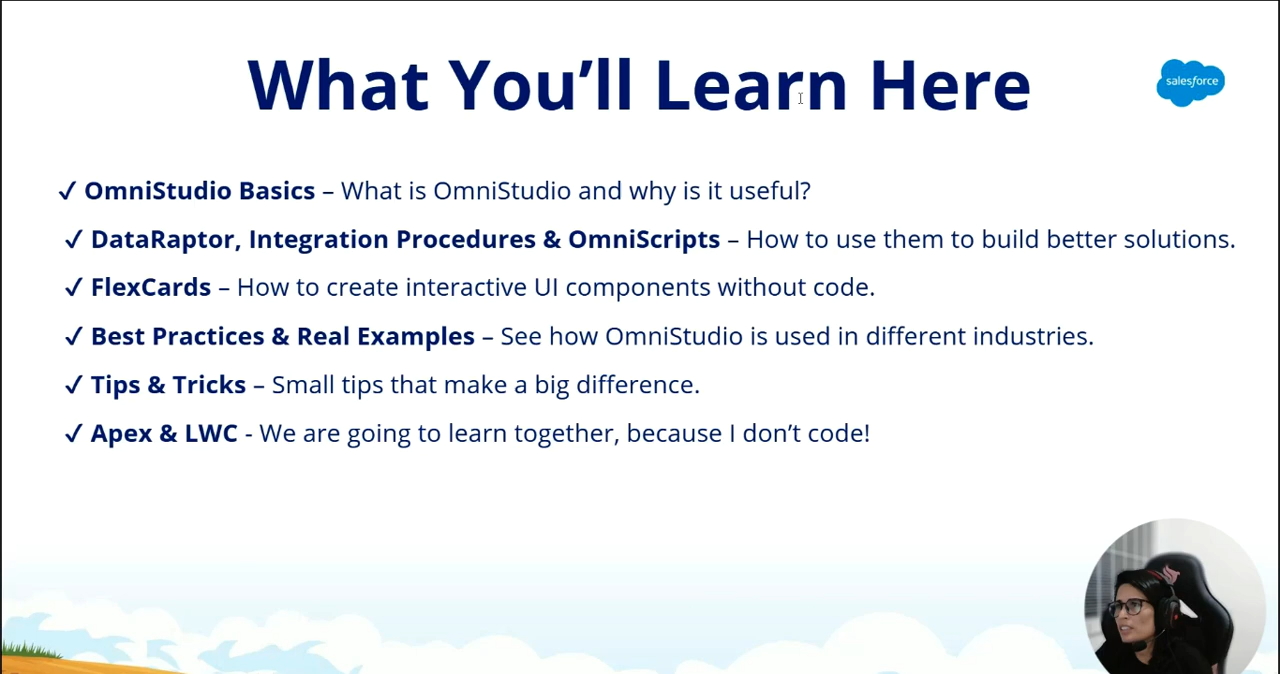 What You’ll Learn Here
salesforce
✓ OmniStudio Basics – What is OmniStudio and why is it useful?
✓ DataRaptor, Integration Procedures & OmniScripts – How to use them to build better solutions.
✓ FlexCards – How to create interactive UI components without code.
✓ Best Practices & Real Examples – See how OmniStudio is used in different industries.
✓ Tips & Tricks – Small tips that make a big difference.
✓ Apex & LWC - We are going to learn together, because I don’t code!